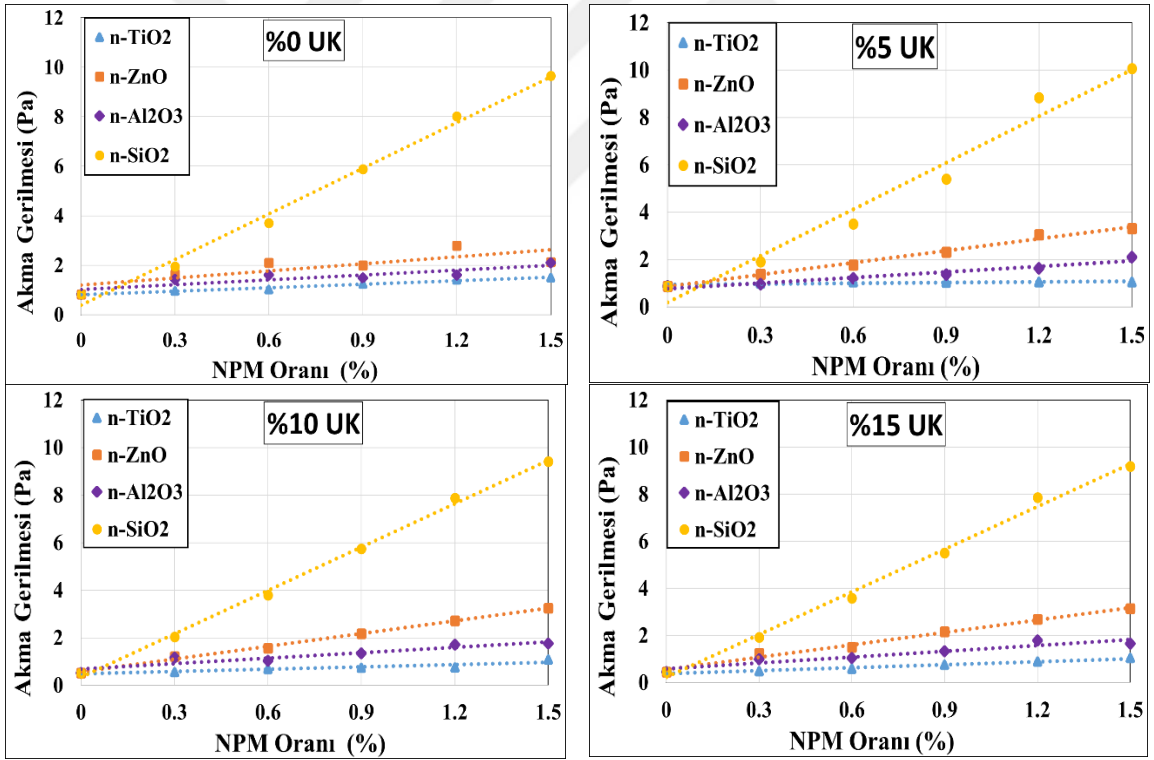 %0 UK
n-TiO2
n-ZnO
n-Al2O3
n-SiO2
Akma Gerilmesi (Pa)
12
10
8
6
4
2
0
0 0.3 0.6 0.9 1.2 1.5
NPM Oranı (%)
%5 UK
n-TiO2
n-ZnO
n-Al2O3
n-SiO2
Akma Gerilmesi (Pa)
12
10
8
6
4
2
0
0 0.3 0.6 0.9 1.2 1.5
NPM Oranı (%)
%10 UK
n-TiO2
n-ZnO
n-Al2O3
n-SiO2
Akma Gerilmesi (Pa)
12
10
8
6
4
2
0
0 0.3 0.6 0.9 1.2 1.5
NPM Oranı (%)
%15 UK
n-TiO2
n-ZnO
n-Al2O3
n-SiO2
Akma Gerilmesi (Pa)
12
10
8
6
4
2
0
0 0.3 0.6 0.9 1.2 1.5
NPM Oranı (%)